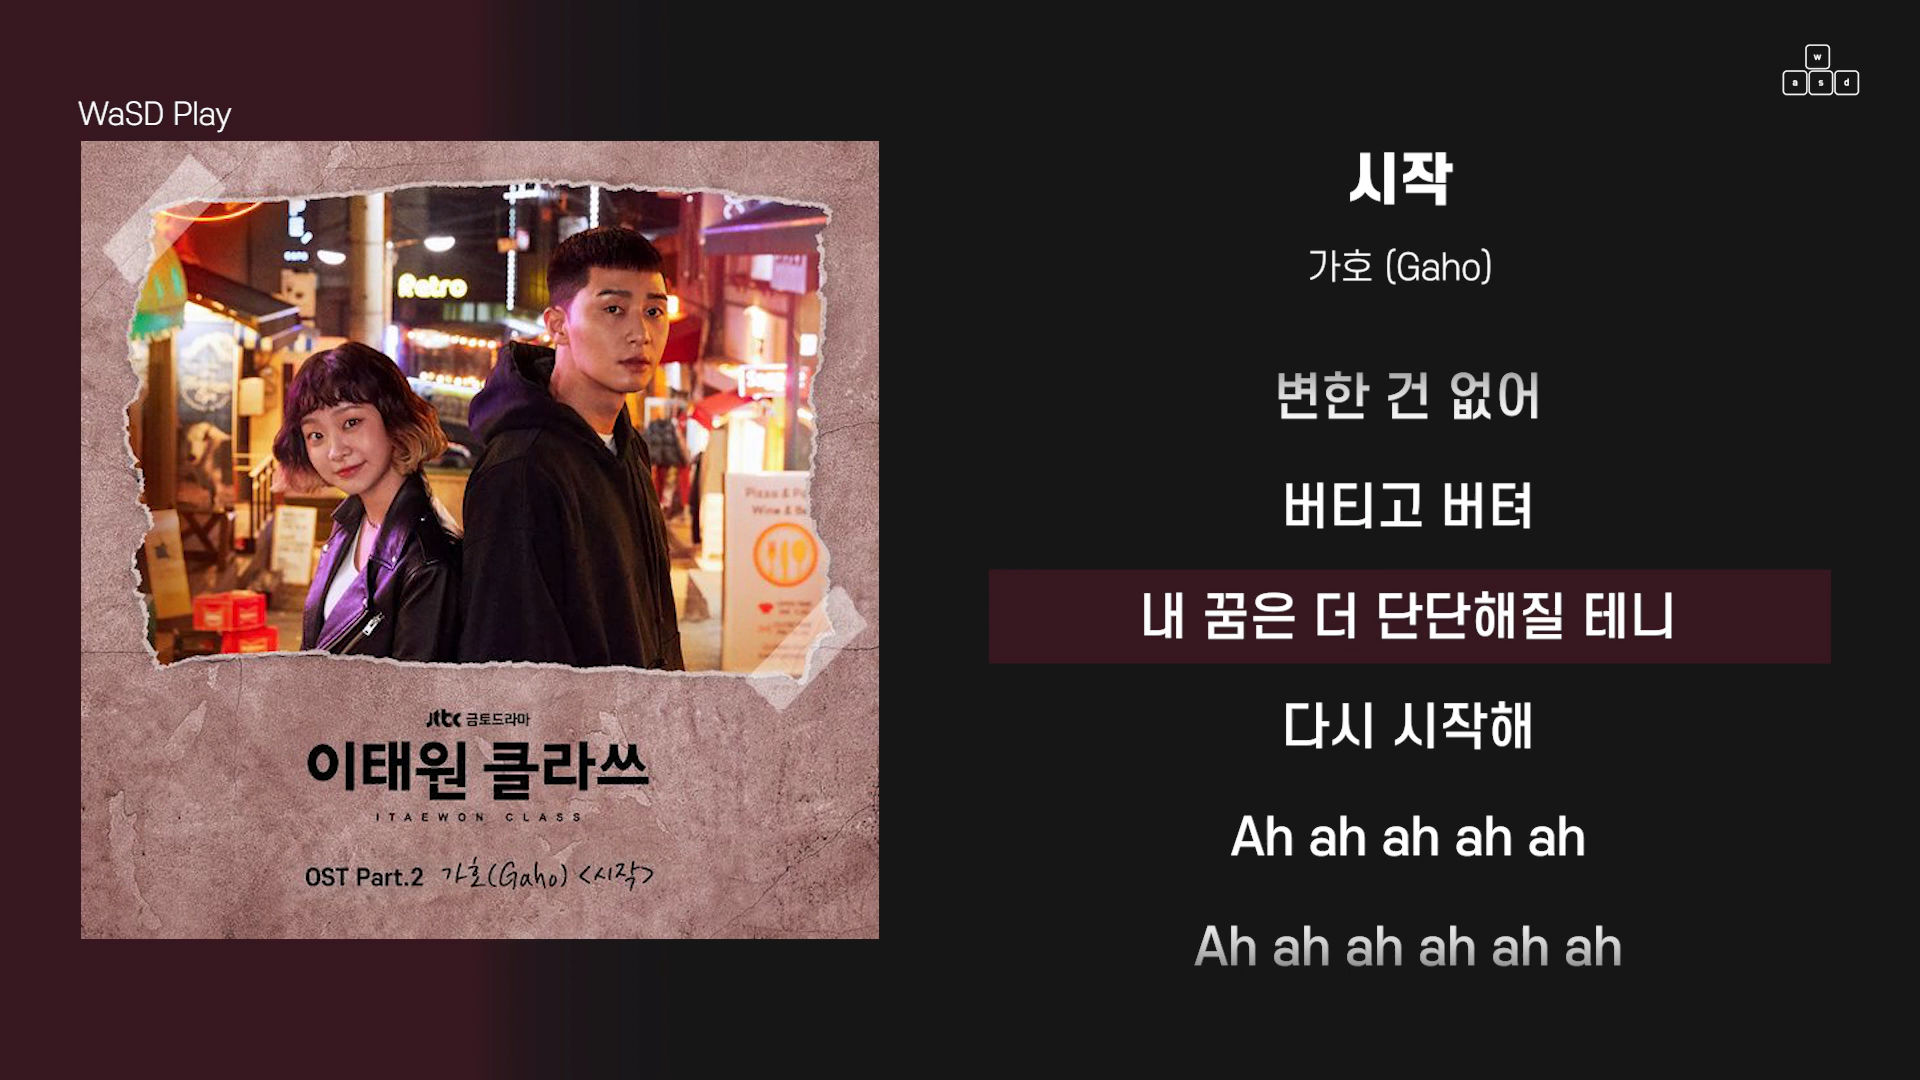 WaSD Play
w
a s d
Retro
Pizza & P
Wine & Be
jtbc 금토드라마
이태원 클라쓰
ITAEWON CLASS
OST Part.2 가호(Gaho) <시작>
시작
가호 (Gaho)
변한 건 없어
버티고 버텨
내 꿈은 더 단단해질 테니
다시 시작해
Ah ah ah ah ah
Ah ah ah ah ah ah